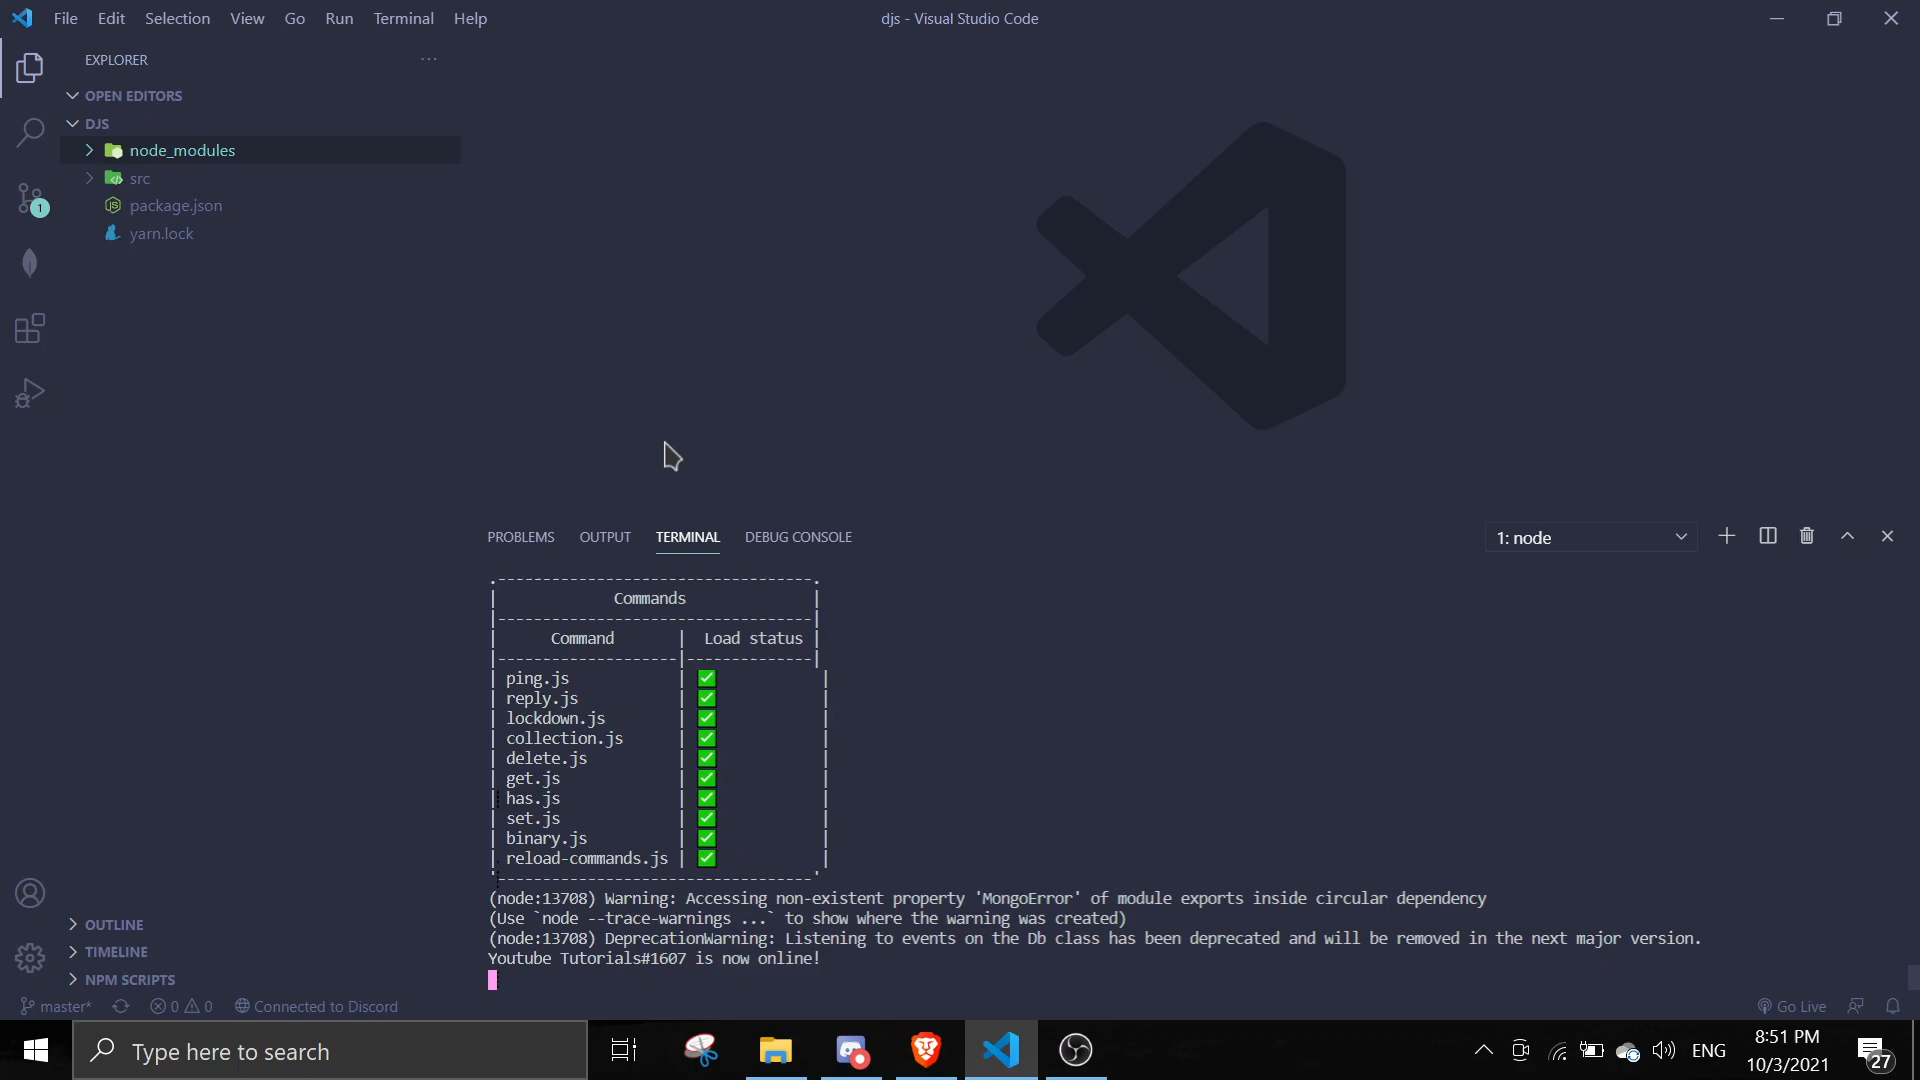 File Edit Selection View Go Run Terminal Help
djs - Visual Studio Code
EXPLORER
OPEN EDITORS
DJS
node_modules
src
package.json
yarn.lock
1
OUTLINE
TIMELINE
NPM SCRIPTS
PROBLEMS OUTPUT TERMINAL DEBUG CONSOLE
1: node
Commands
Command | Load status
ping.js | ✅
reply.js | ✅
lockdown.js | ✅
collection.js | ✅
delete.js | ✅
get.js | ✅
has.js | ✅
set.js | ✅
binary.js | ✅
reload-commands.js | ✅
(node:13708) Warning: Accessing non-existent property 'MongoError' of module exports inside circular dependency
(Use `node --trace-warnings ...` to show where the warning was created)
(node:13708) DeprecationWarning: Listening to events on the Db class has been deprecated and will be removed in the next major version.
Youtube Tutorials#1607 is now online!
master* 0 0 Connected to Discord
Go Live
Type here to search
ENG
8:51 PM
10/3/2021
27